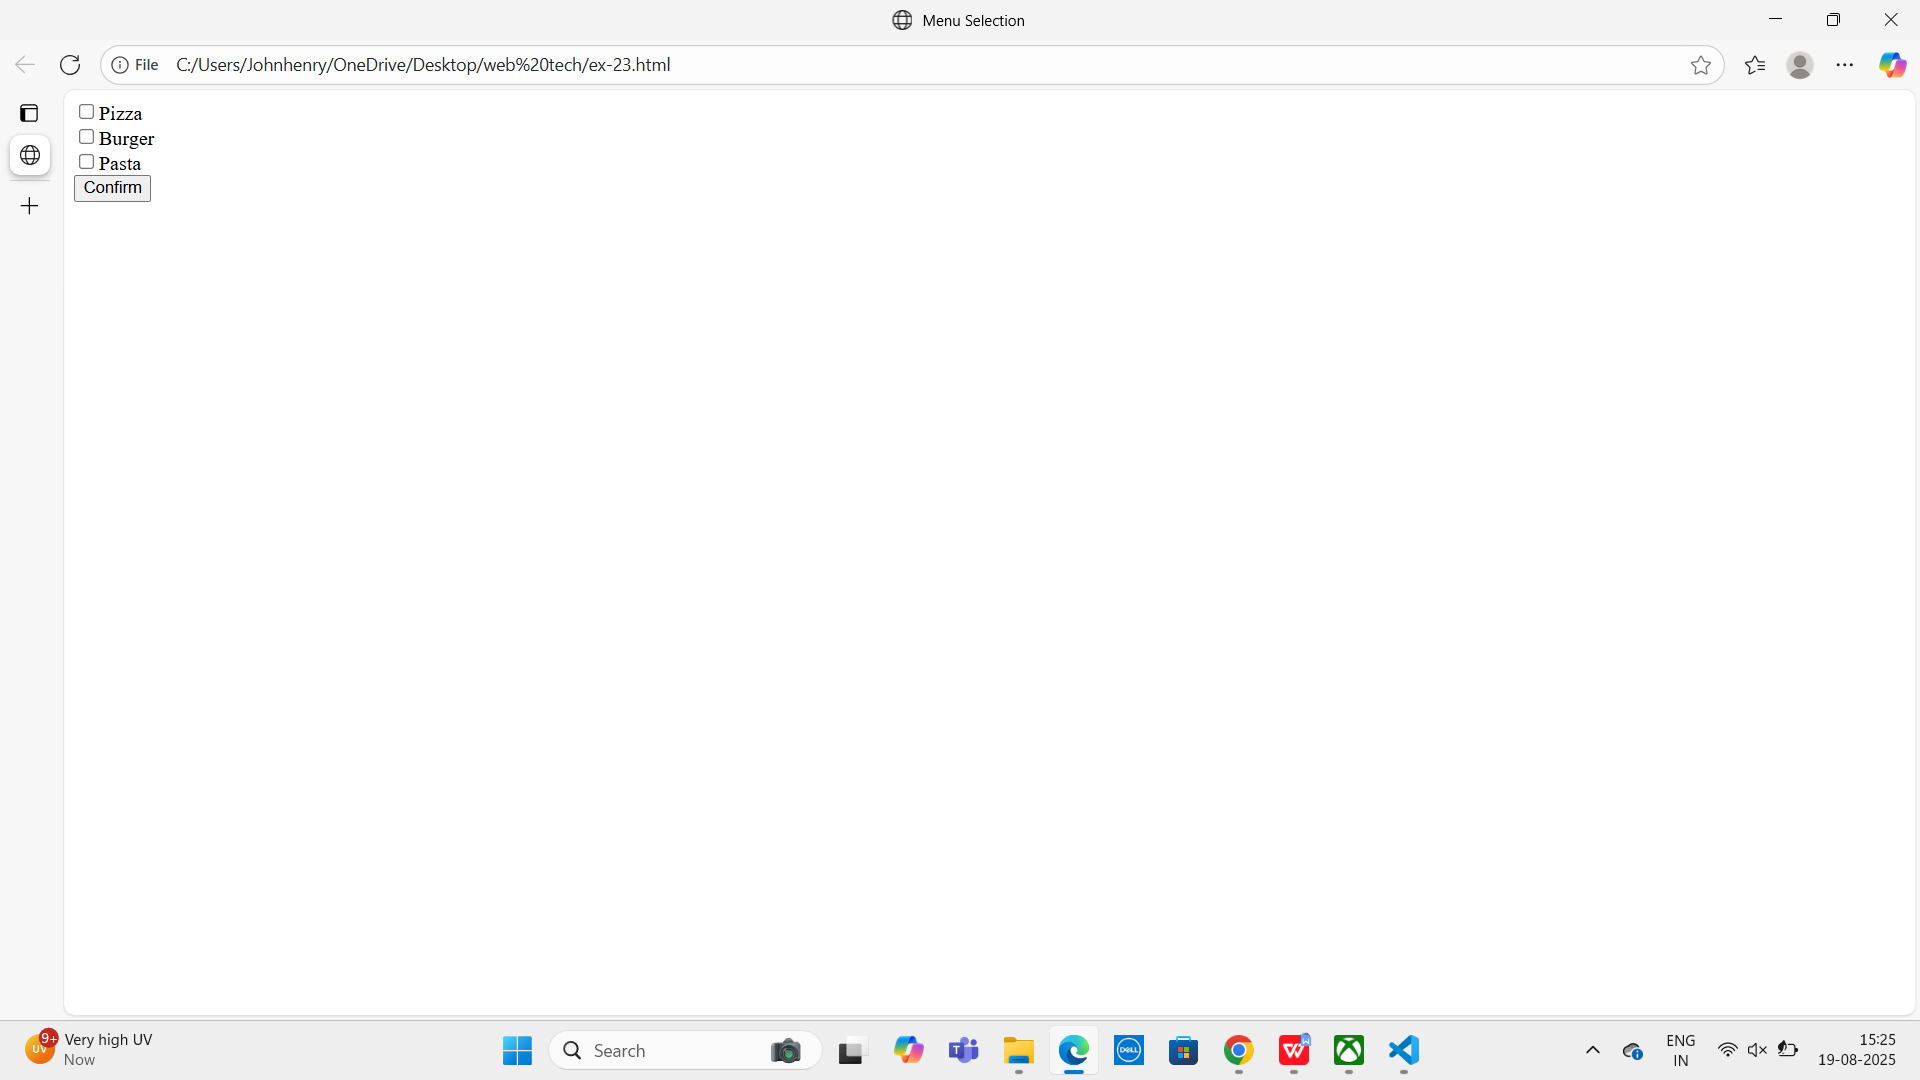 Menu Selection
File C:/Users/Johnhenry/OneDrive/Desktop/web%20tech/ex-23.html
Pizza
Burger
Pasta
Confirm
9+
UV
Very high UV
Now
Search
T
DELL
W
W
ENG
IN
15:25
19-08-2025